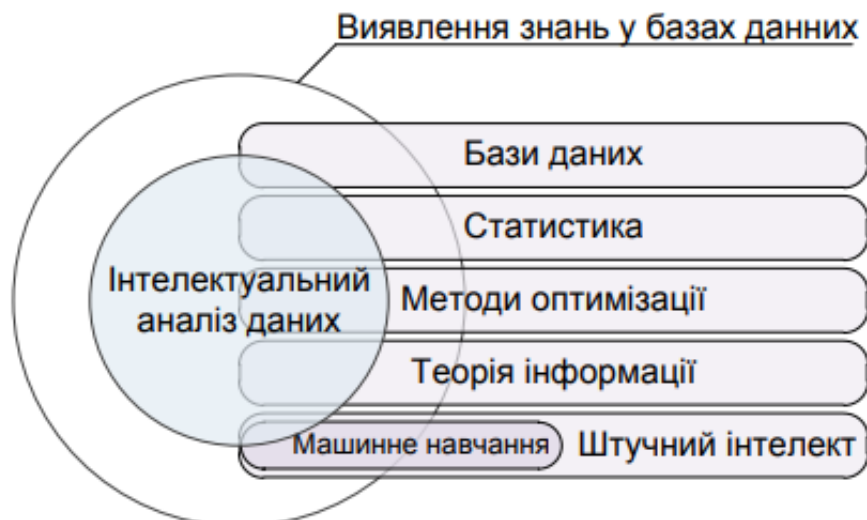 Виявлення знань у базах данних
Бази даних
Статистика
Інтелектуальний
аналіз даних
Методи оптимізації
Теорія інформації
Машинне навчання
Штучний інтелект